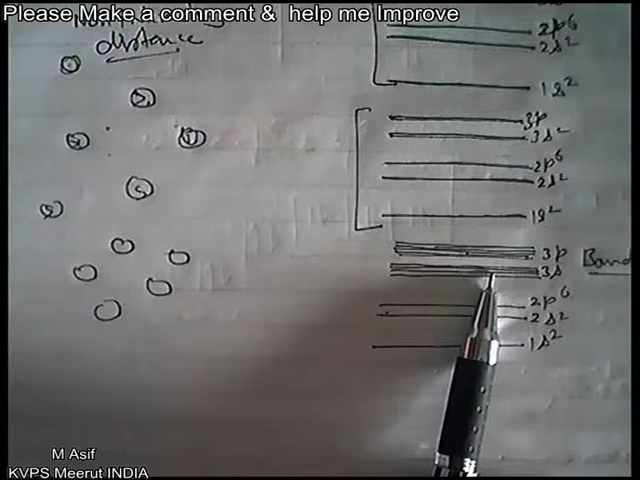 Please Make a comment & help me Improve
distance
2p⁶
2s²
1s²
3p
3s²
2p⁶
2s²
1s²
3p
Band
3s
2p⁶
2s²
1s²
M Asif
KVPS Meerut INDIA